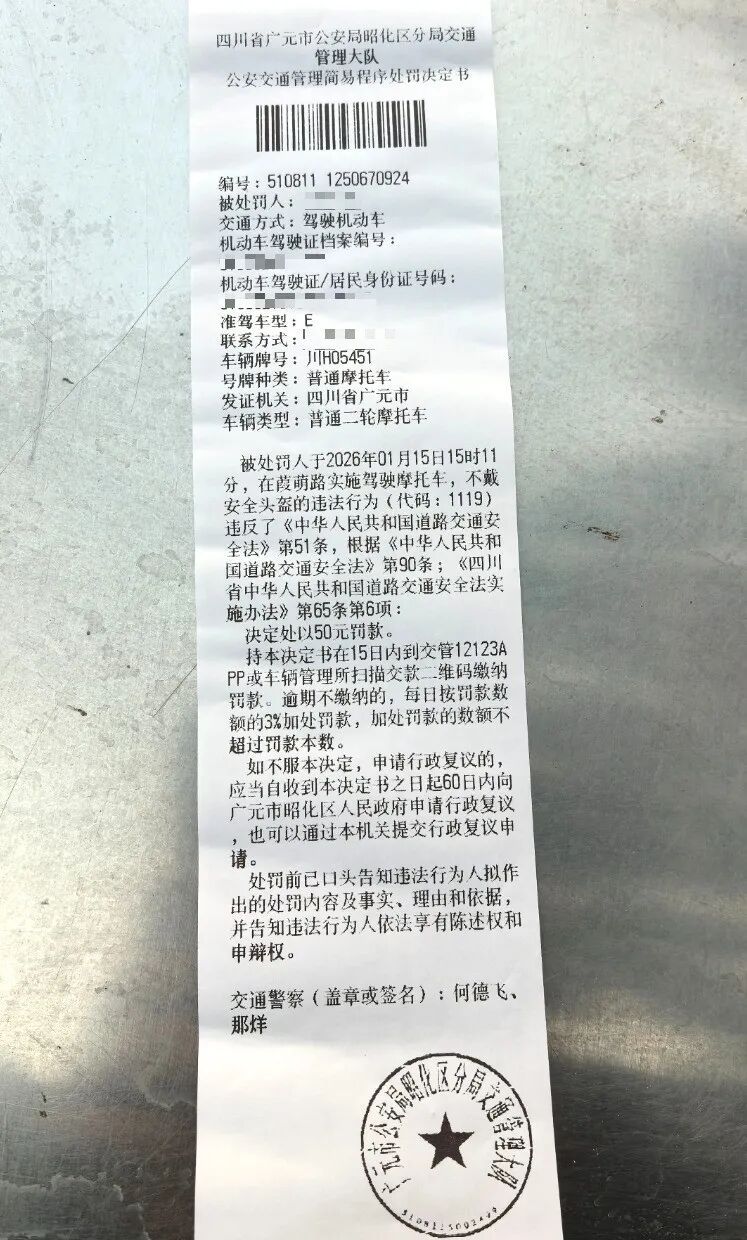 四川省广元市公安局昭化区分局交通
管理大队
公安交通管理简易程序处罚决定书
编号：510811 1250670924
被处罚人：
交通方式：驾驶机动车
机动车驾驶证档案编号：
机动车驾驶证/居民身份证号码：
准驾车型：E
联系方式：
车辆牌号：川H05451
号牌种类：普通摩托车
发证机关：四川省广元市
车辆类型：普通二轮摩托车
被处罚人于2026年01月15日15时11
分，在葭萌路实施驾驶摩托车，不戴
安全头盔的违法行为（代码：1119）
违反了《中华人民共和国道路交通安
全法》第51条，根据《中华人民共和
国道路交通安全法》第90条；《四川
省中华人民共和国道路交通安全法实
施办法》第65条第6项：
决定处以50元罚款。
持本决定书在15日内到交管12123A
PP或车辆管理所扫描交款二维码缴纳
罚款。逾期不缴纳的，每日按罚款数
额的3%加处罚款，加处罚款的数额不
超过罚款本数。
如不服本决定，申请行政复议的，
应当自收到本决定书之日起60日内向
广元市昭化区人民政府申请行政复议
，也可以通过本机关提交行政复议申
请。
处罚前已口头告知违法行为人拟作
出的处罚内容及事实、理由和依据，
并告知违法行为人依法享有陈述权和
申辩权。
交通警察（盖章或签名）：何德飞、
那烊
广元市公安局昭化区分局交通管理大队